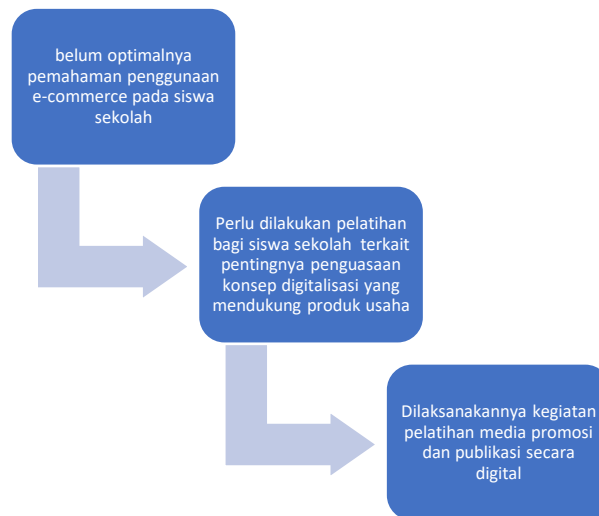 belum optimalnya
pemahaman penggunaan
e-commerce pada siswa
sekolah
Perlu dilakukan pelatihan
bagi siswa sekolah terkait
pentingnya penguasaan
konsep digitalisasi yang
mendukung produk usaha
Dilaksanakannya kegiatan
pelatihan media promosi
dan publikasi secara
digital